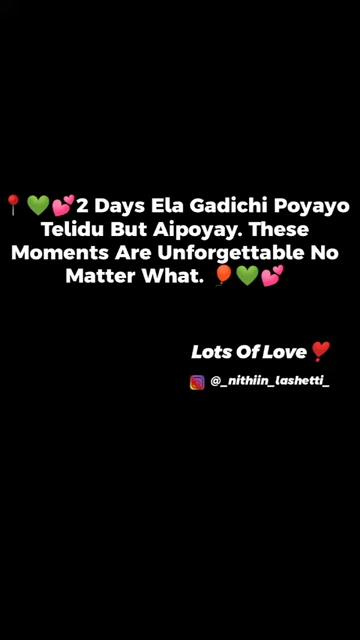 📍💚💕2 Days Ela Gadichi Poyayo
Telidu But Aipoyay. These
Moments Are Unforgettable No
Matter What. 🎈💚💕
Lots Of Love❣️
@_nithiin_lashetti_